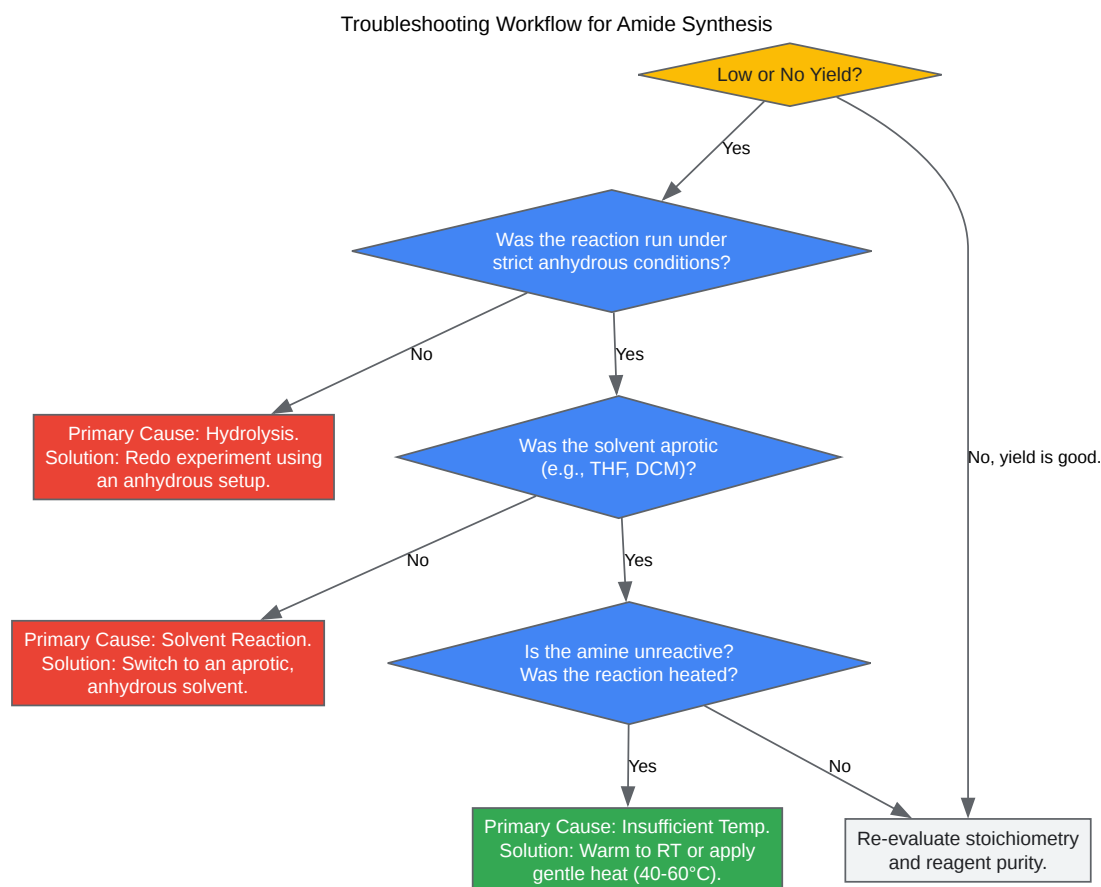 Troubleshooting Workflow for Amide Synthesis
Low or No Yield?
Yes
Was the reaction run under
strict anhydrous conditions?
No
Yes
Primary Cause: Hydrolysis.
Solution: Redo experiment using
an anhydrous setup.
Was the solvent aprotic
(e.g., THF, DCM)?
No, yield is good.
No
Yes
Primary Cause: Solvent Reaction.
Solution: Switch to an aprotic,
anhydrous solvent.
Is the amine unreactive?
Was the reaction heated?
Yes
No
Primary Cause: Insufficient Temp.
Solution: Warm to RT or apply
gentle heat (40-60°C).
Re-evaluate stoichiometry
and reagent purity.